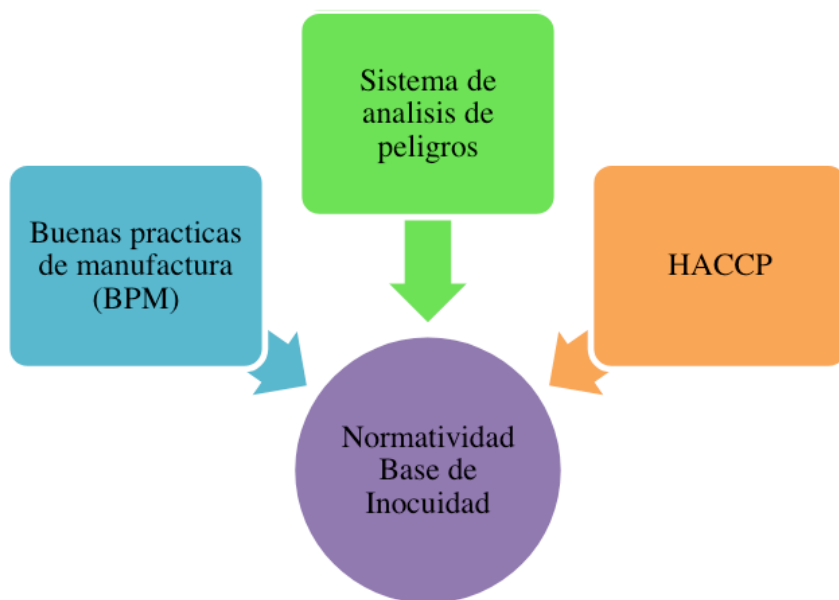 Sistema de
analisis de
peligros
Buenas practicas
de manufactura
(BPM)
HACCP
Normatividad
Base de
Inocuidad